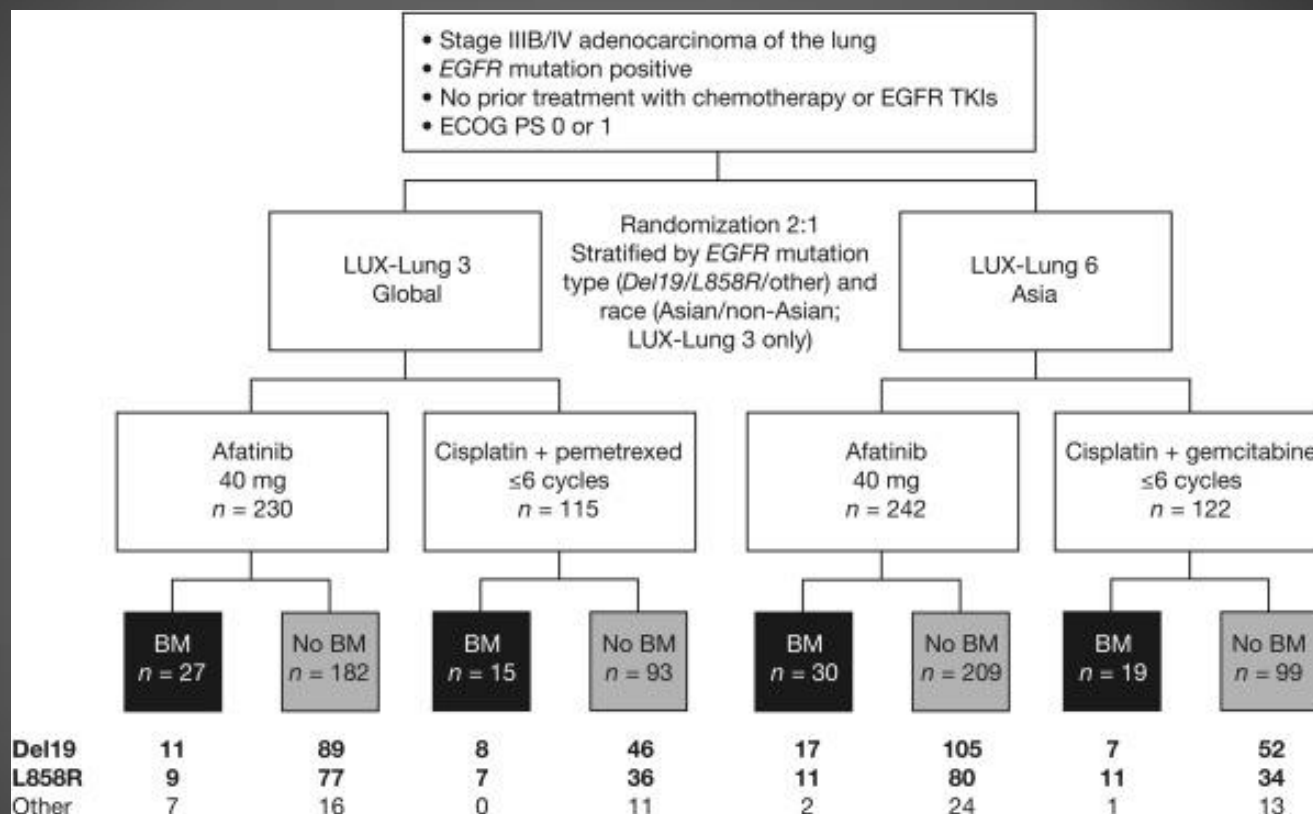 • Stage IIIB/IV adenocarcinoma of the lung
• EGFR mutation positive
• No prior treatment with chemotherapy or EGFR TKIs
• ECOG PS 0 or 1
LUX-Lung 3
Global
Randomization 2:1
Stratified by EGFR mutation
type (Del19/L858R/other) and
race (Asian/non-Asian;
LUX-Lung 3 only)
LUX-Lung 6
Asia
Afatinib
40 mg
n = 230
Cisplatin + pemetrexed
≤6 cycles
n = 115
Afatinib
40 mg
n = 242
Cisplatin + gemcitabine
≤6 cycles
n = 122
BM
n = 27
No BM
n = 182
BM
n = 15
No BM
n = 93
BM
n = 30
No BM
n = 209
BM
n = 19
No BM
n = 99
Del19 11 89 8 46 17 105 7 52
L858R 9 77 7 36 11 80 11 34
Other 7 16 0 11 2 24 1 13